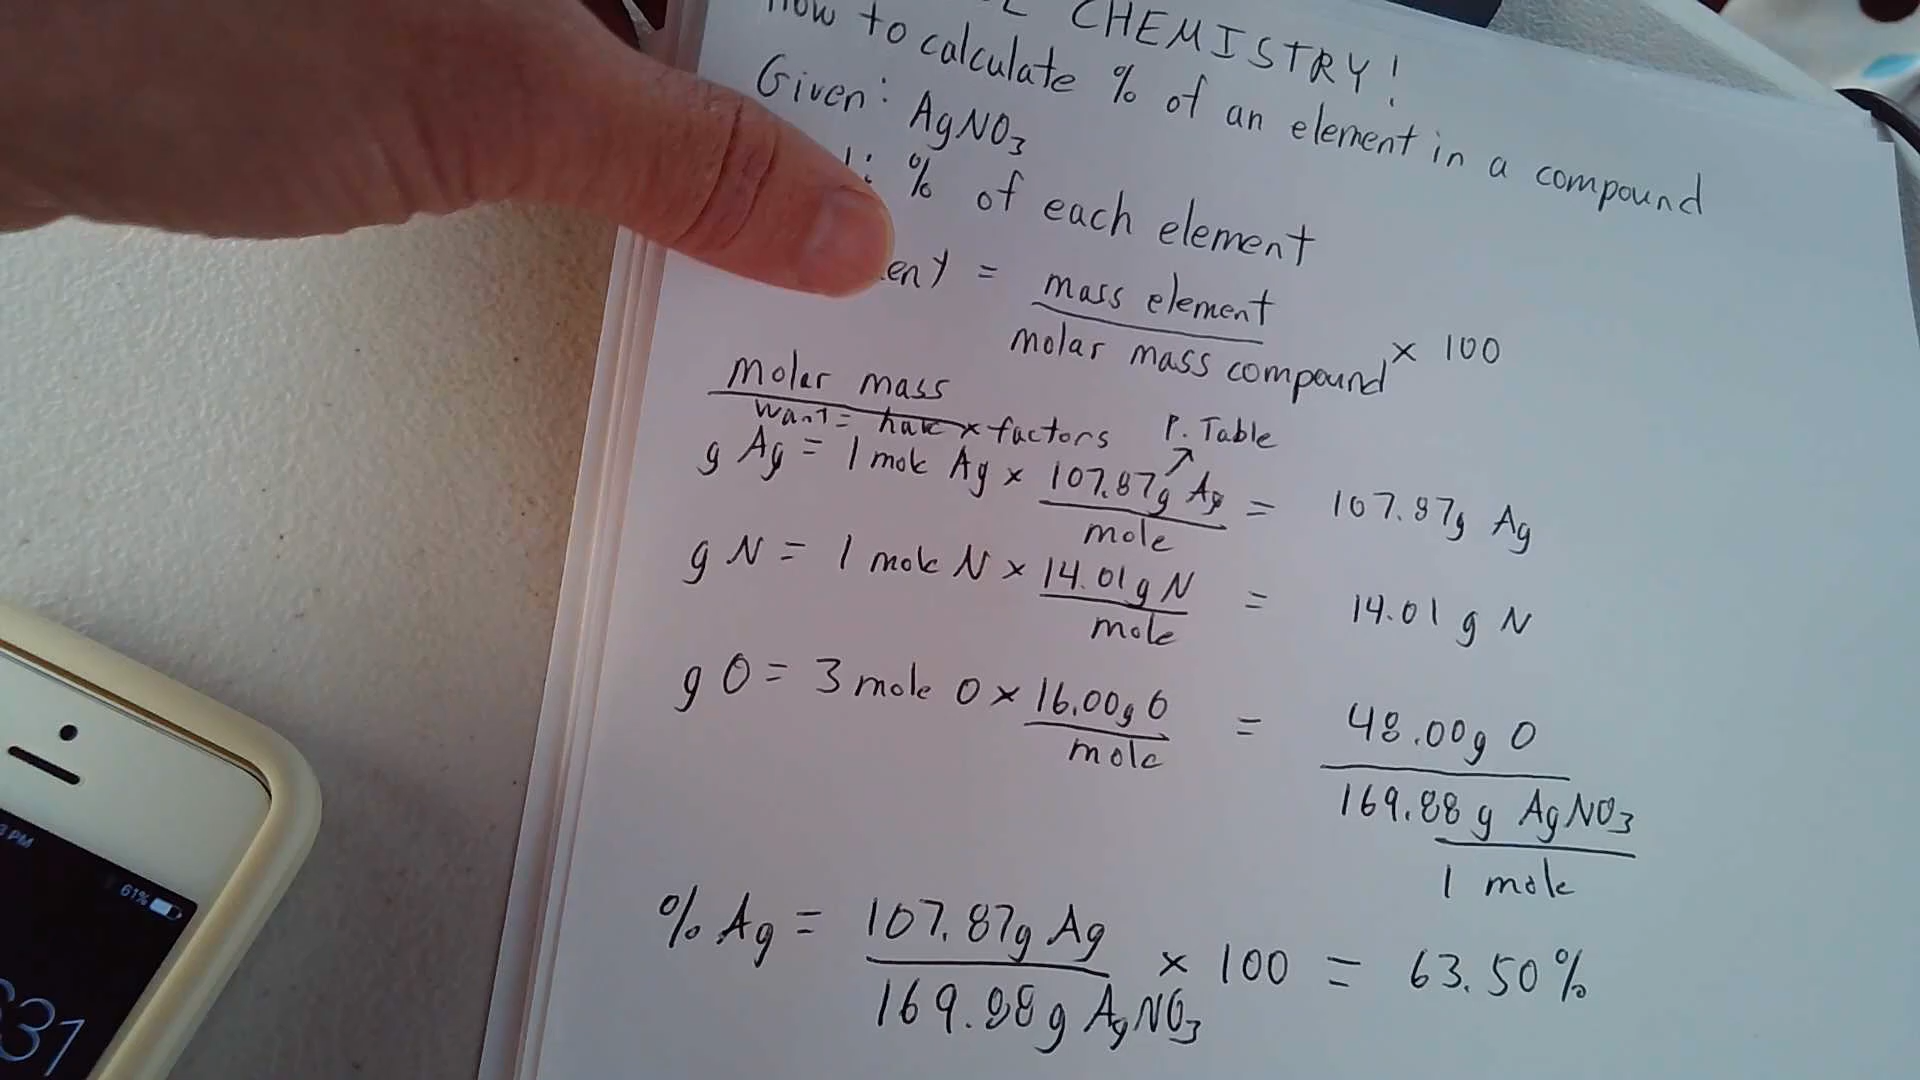 CHEMISTRY!
How to calculate % of an element in a compound
Given: AgNO3
% of each element
= mass element
molar mass compound × 100
molar mass
want = have × factors P. Table
g Ag = 1 mole Ag × 107.87g Ag = 107.87g Ag
mole
g N = 1 mole N × 14.01 g N = 14.01 g N
mole
g O = 3 mole O × 16.00g O = 48.00g O
mole
169.88 g AgNO3
1 mole
% Ag = 107.87g Ag × 100 = 63.50%
169.88g AgNO3
PM
61%
31